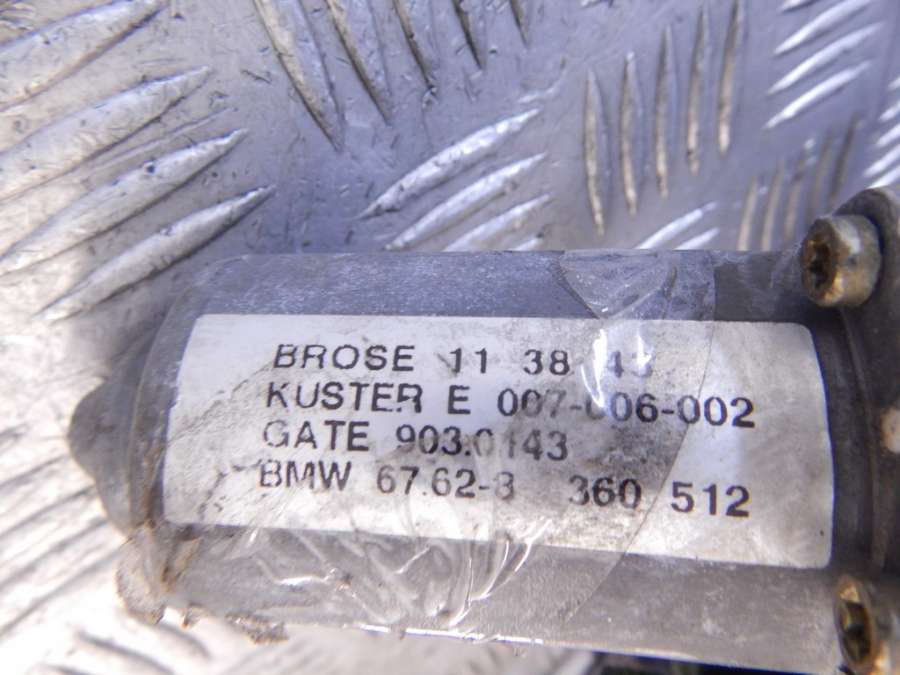 BROSE 11 38
KUSTER E 007-006-002
GATE 903.0143
BMW 67.62-8 360 512